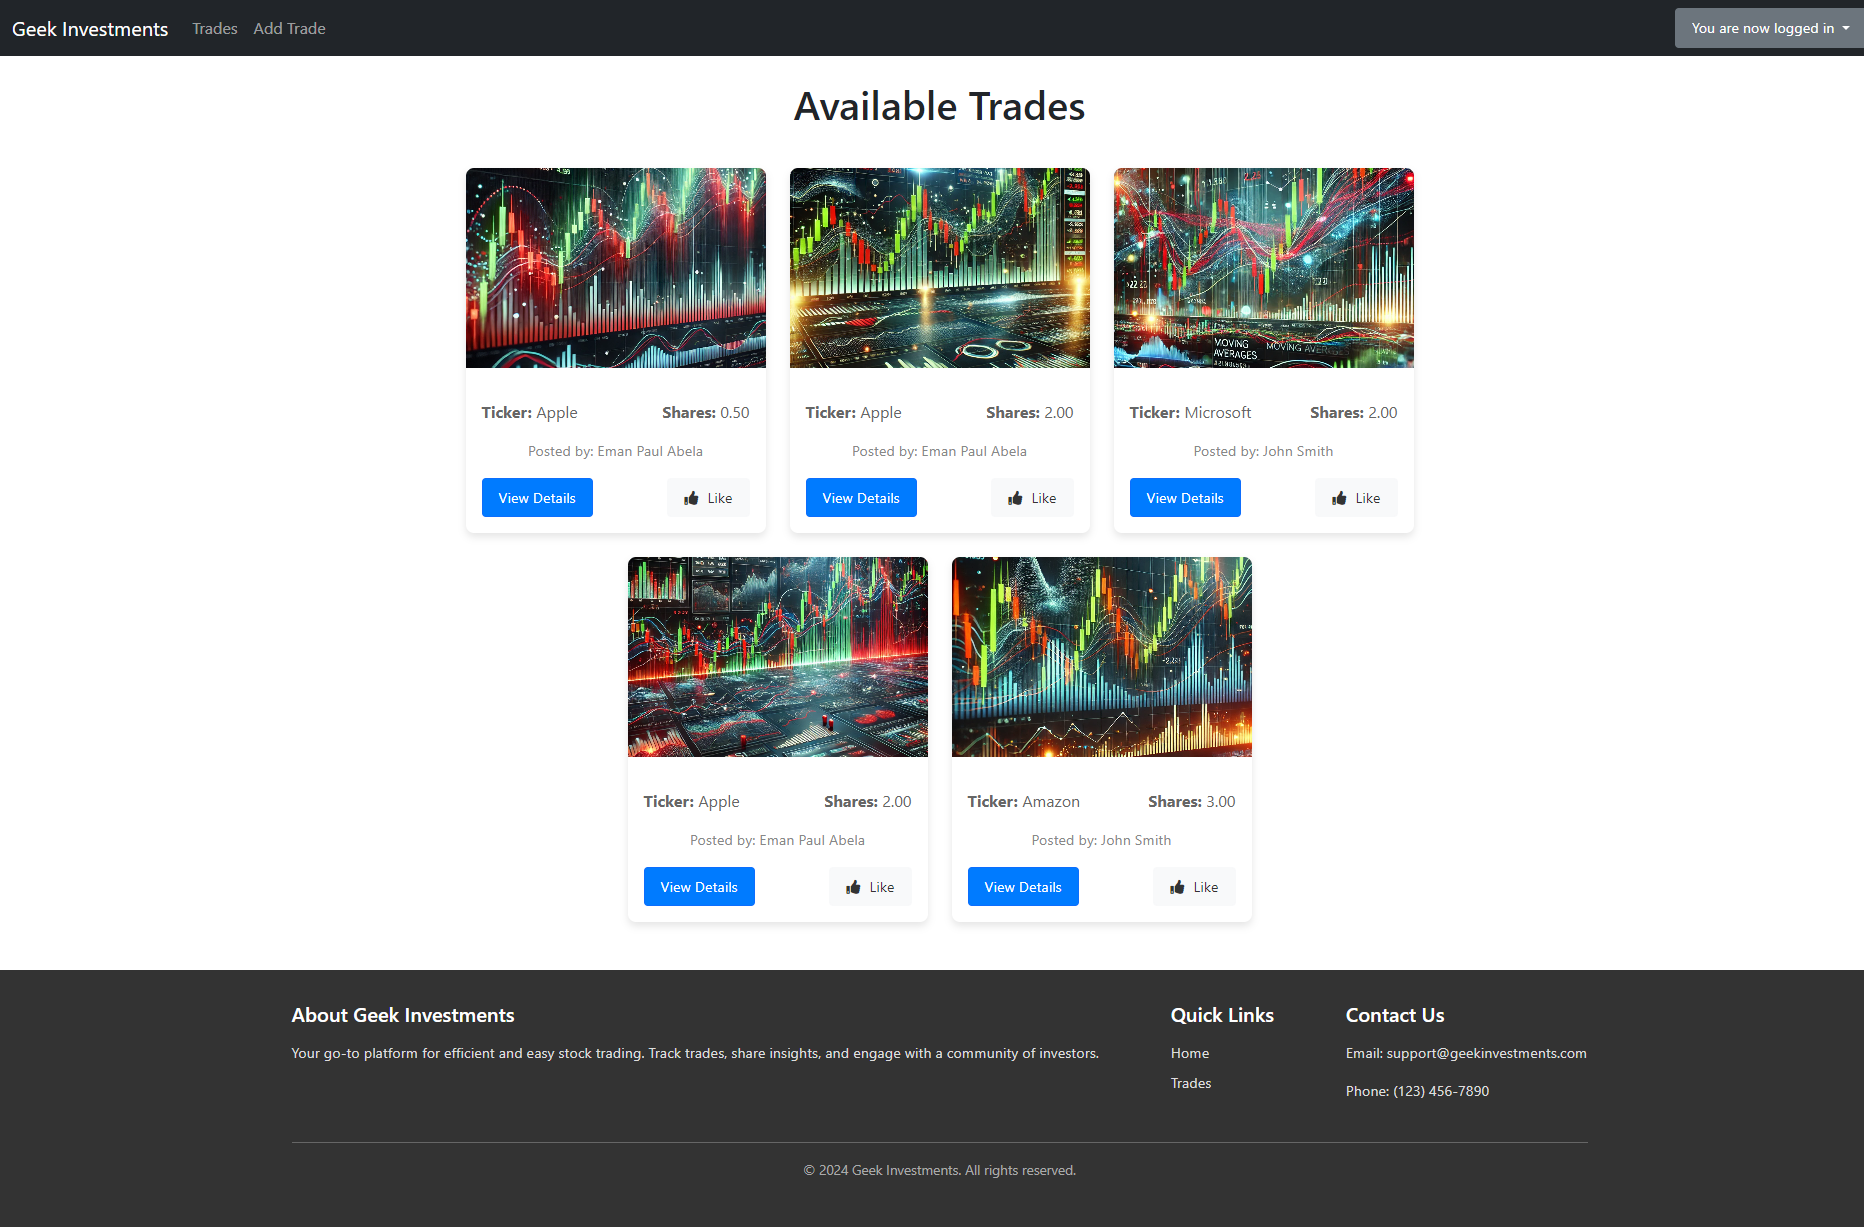 Geek Investments Trades Add Trade You are now logged in
Available Trades
MOVING
AVERAGES
MOVING AVERAGES
Ticker: Apple Shares: 0.50
Posted by: Eman Paul Abela
View Details Like
Ticker: Apple Shares: 2.00
Posted by: Eman Paul Abela
View Details Like
Ticker: Microsoft Shares: 2.00
Posted by: John Smith
View Details Like
Ticker: Apple Shares: 2.00
Posted by: Eman Paul Abela
View Details Like
Ticker: Amazon Shares: 3.00
Posted by: John Smith
View Details Like
About Geek Investments
Your go-to platform for efficient and easy stock trading. Track trades, share insights, and engage with a community of investors.
Quick Links
Home
Trades
Contact Us
Email: support@geekinvestments.com
Phone: (123) 456-7890
© 2024 Geek Investments. All rights reserved.